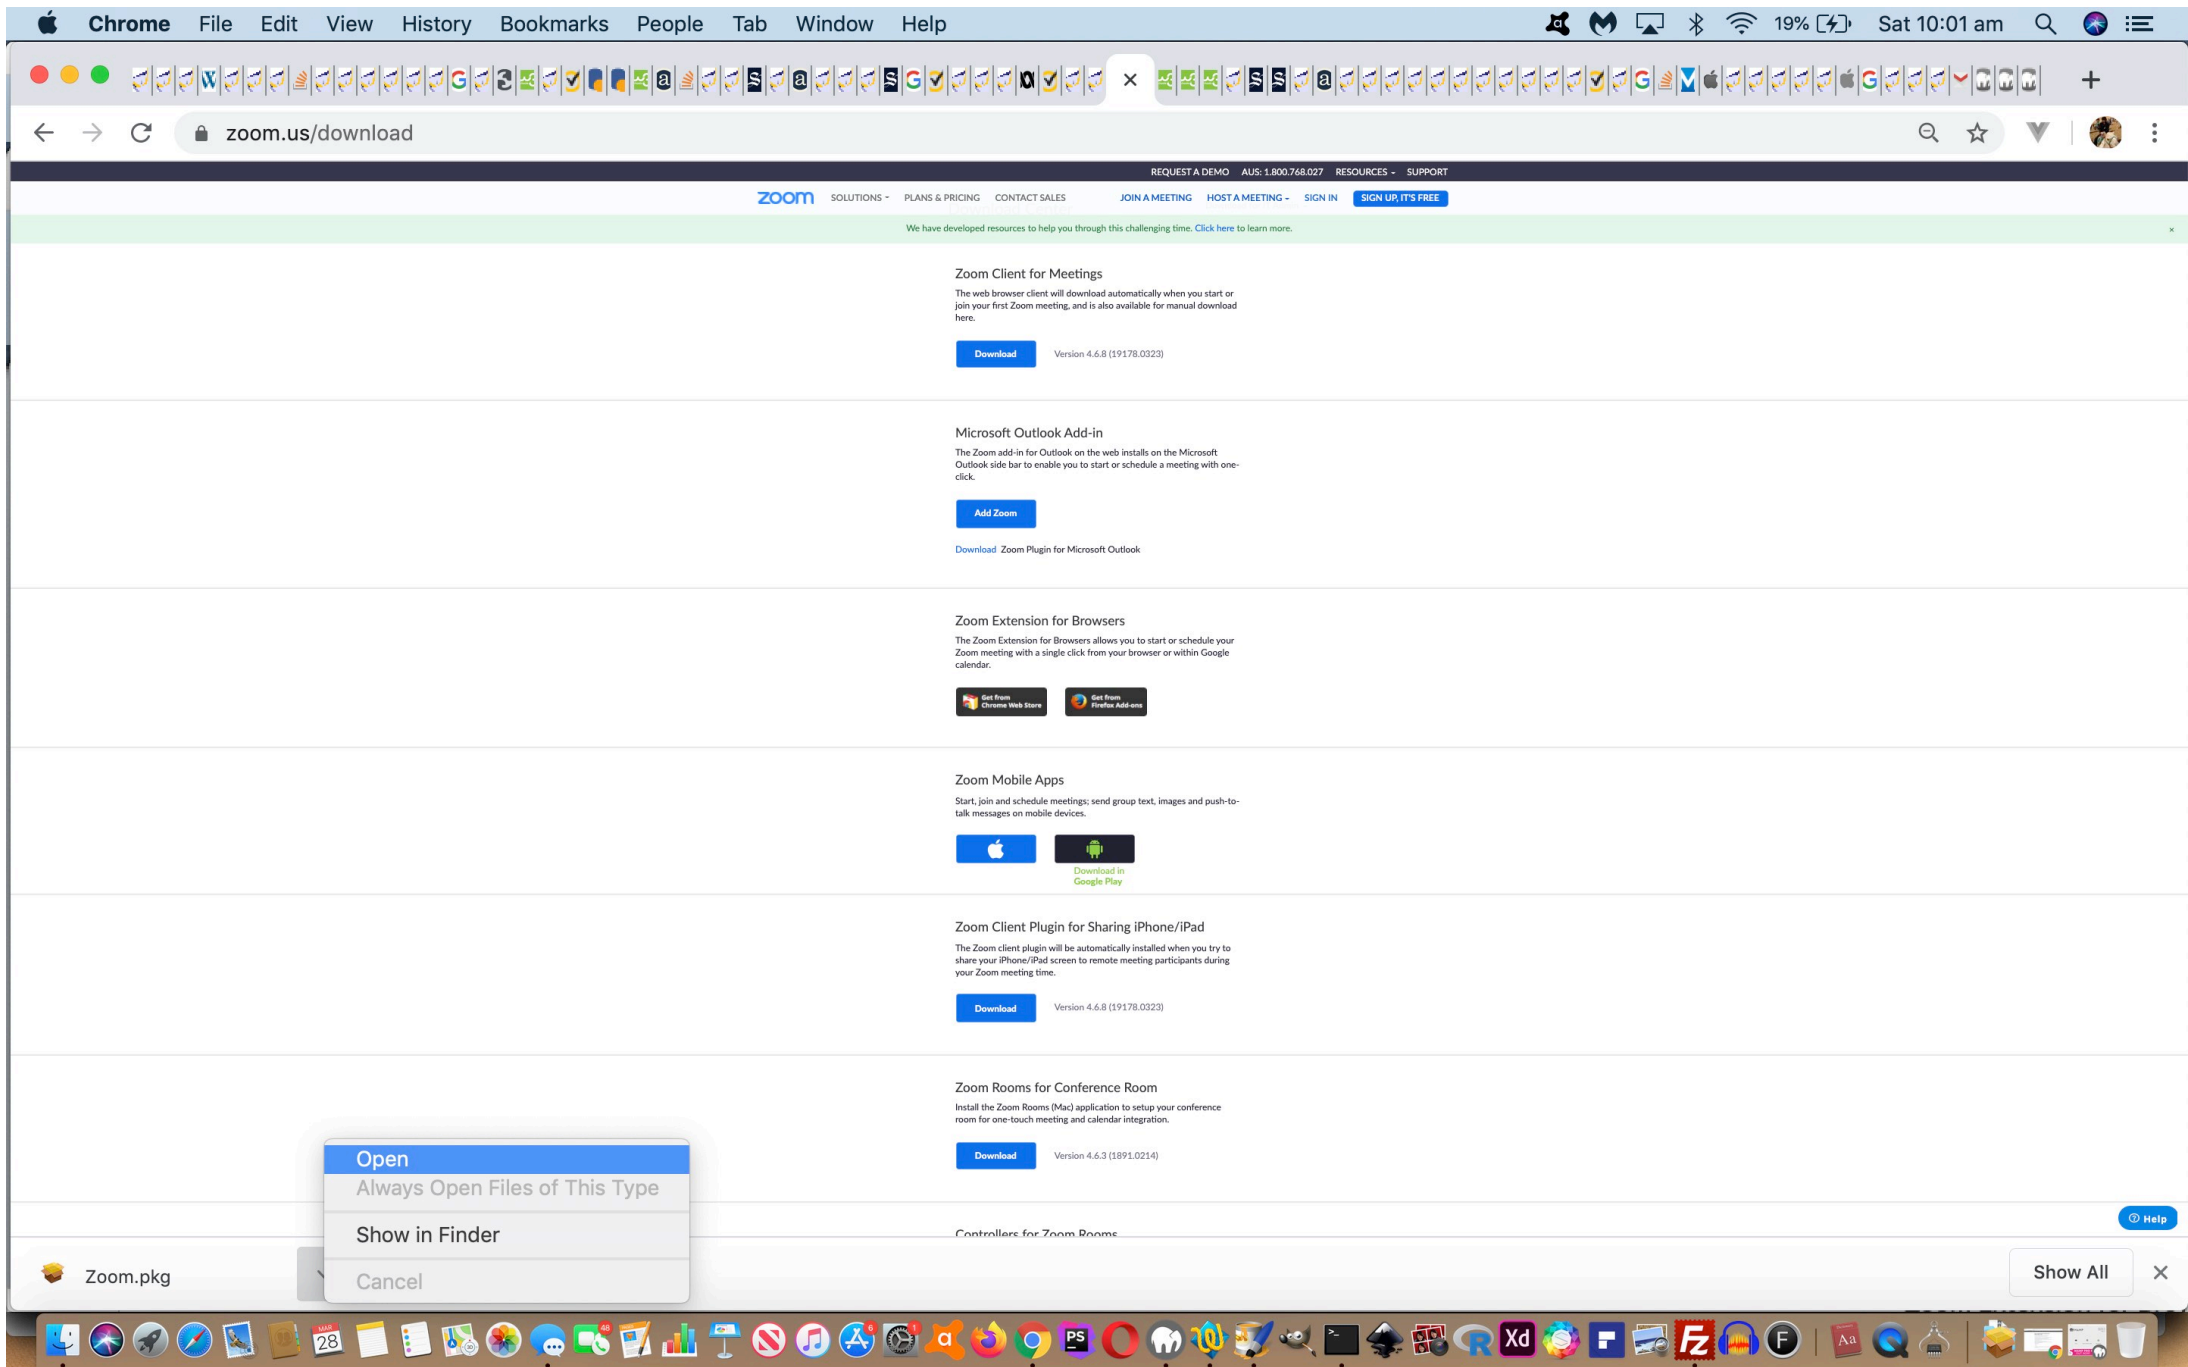 Chrome File Edit View History Bookmarks People Tab Window Help 19% Sat 10:01 am
zoom.us/download
REQUEST A DEMO AUS: 1.800.768.027 RESOURCES SUPPORT
zoom SOLUTIONS PLANS & PRICING CONTACT SALES JOIN A MEETING HOST A MEETING SIGN IN SIGN UP, IT'S FREE
We have developed resources to help you through this challenging time. Click here to learn more.
Zoom Client for Meetings
The web browser client will download automatically when you start or
join your first Zoom meeting, and is also available for manual download
here.
Download Version 4.6.8 (19178.0323)
Microsoft Outlook Add-in
The Zoom add-in for Outlook on the web installs on the Microsoft
Outlook side bar to enable you to start or schedule a meeting with one-
click.
Add Zoom
Download Zoom Plugin for Microsoft Outlook
Zoom Extension for Browsers
The Zoom Extension for Browsers allows you to start or schedule your
Zoom meeting with a single click from your browser or within Google
calendar.
Get from
Chrome Web Store
Get from
Firefox Add-ons
Zoom Mobile Apps
Start, join and schedule meetings; send group text, images and push-to-
talk messages on mobile devices.
Download in
Google Play
Zoom Client Plugin for Sharing iPhone/iPad
The Zoom client plugin will be automatically installed when you try to
share your iPhone/iPad screen to remote meeting participants during
your Zoom meeting time.
Download Version 4.6.8 (19178.0323)
Zoom Rooms for Conference Room
Install the Zoom Rooms (Mac) application to setup your conference
room for one-touch meeting and calendar integration.
Download Version 4.6.3 (1891.0214)
Controllers for Zoom Rooms
Help
Open
Always Open Files of This Type
Show in Finder
Cancel
Zoom.pkg
Show All
MAR
28
48
6
1
PS
Xd
Fz
F
Aa